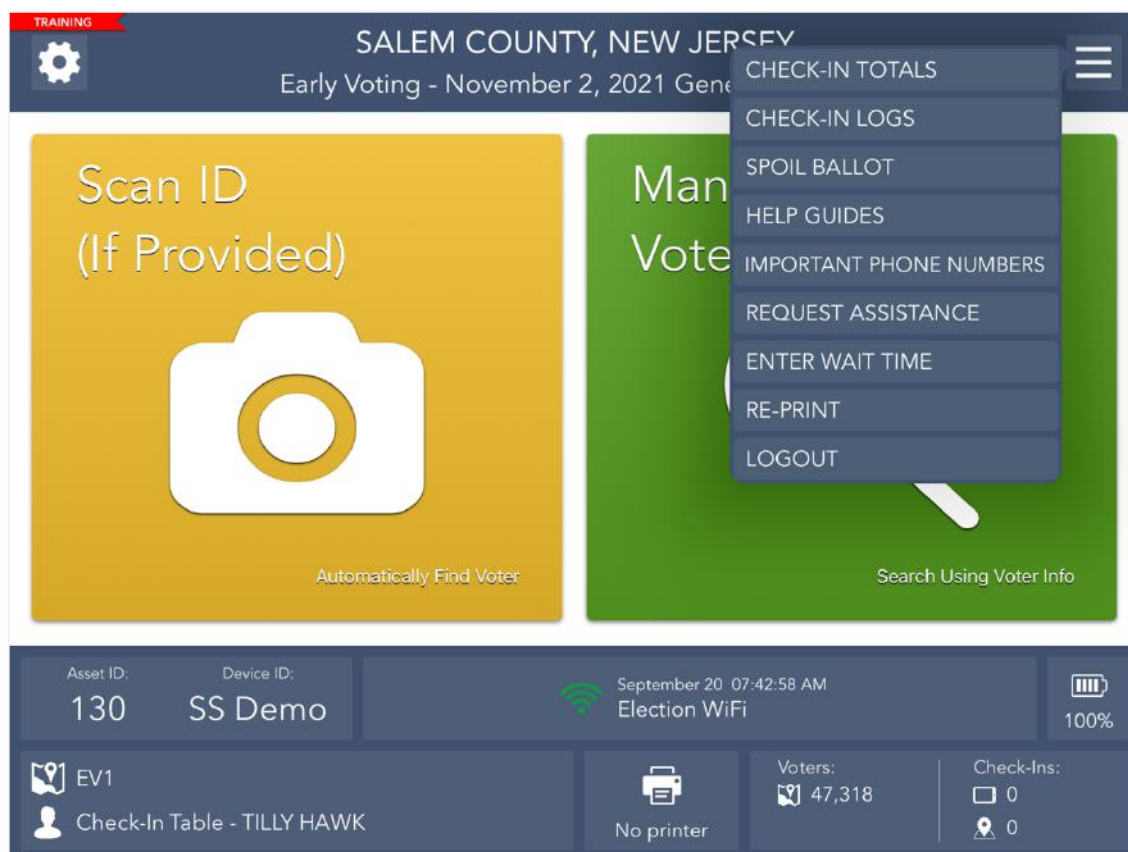 TRAINING
SALEM COUNTY, NEW JERSEY
Early Voting - November 2, 2021 Gene
CHECK-IN TOTALS
CHECK-IN LOGS
SPOIL BALLOT
HELP GUIDES
IMPORTANT PHONE NUMBERS
REQUEST ASSISTANCE
ENTER WAIT TIME
RE-PRINT
LOGOUT
Scan ID
(If Provided)
Automatically Find Voter
Man
Vote
Search Using Voter Info
Asset ID:
130
Device ID:
SS Demo
September 20 07:42:58 AM
Election WiFi
100%
EV1
Check-In Table - TILLY HAWK
No printer
Voters:
47,318
Check-Ins:
0
0